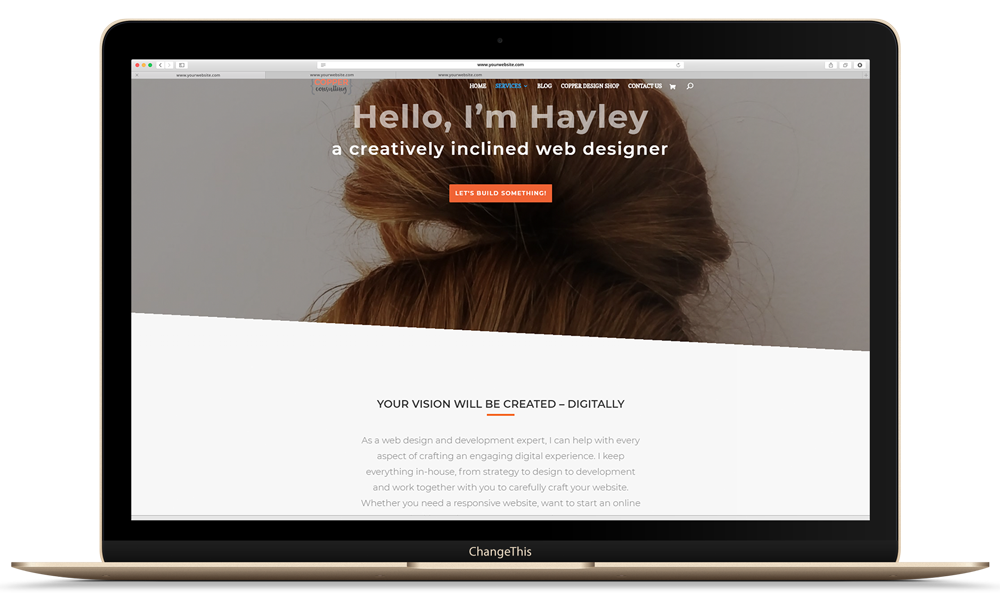 www.yourwebsite.com
www.yourwebsite.com www.yourwebsite.com www.yourwebsite.com
consulting HOME SERVICES BLOG COPPER DESIGN SHOP CONTACT US
Hello, I'm Hayley
a creatively inclined web designer
LET'S BUILD SOMETHING!
YOUR VISION WILL BE CREATED – DIGITALLY
As a web design and development expert, I can help with every
aspect of crafting an engaging digital experience. I keep
everything in-house, from strategy to design to development
and work together with you to carefully craft your website.
Whether you need a responsive website, want to start an online
ChangeThis